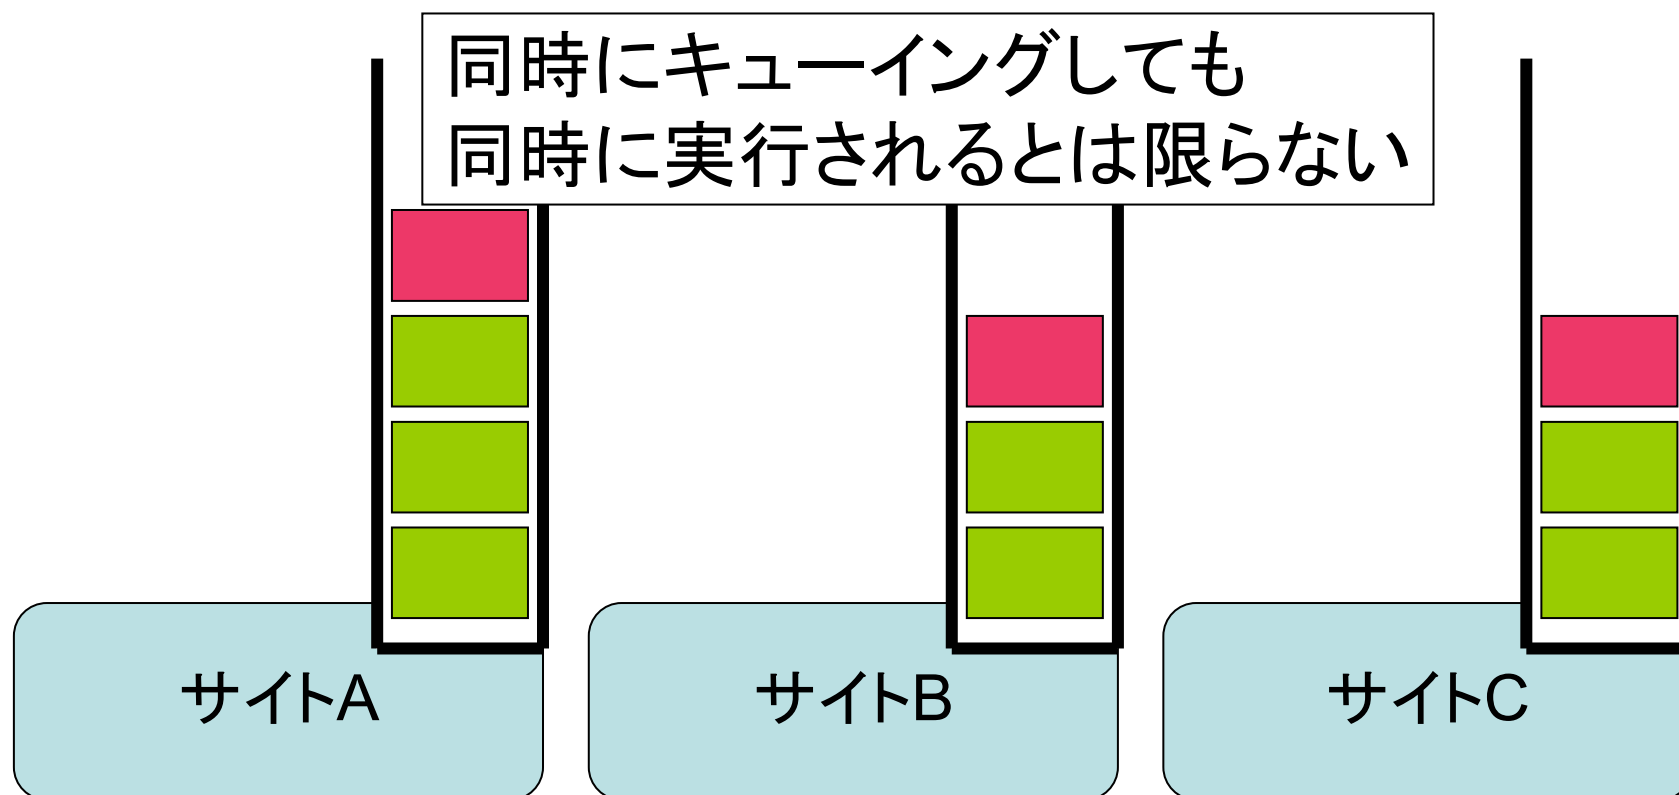 同時にキューイングしても
同時に実行されるとは限らない
サイトA
サイトB
サイトC